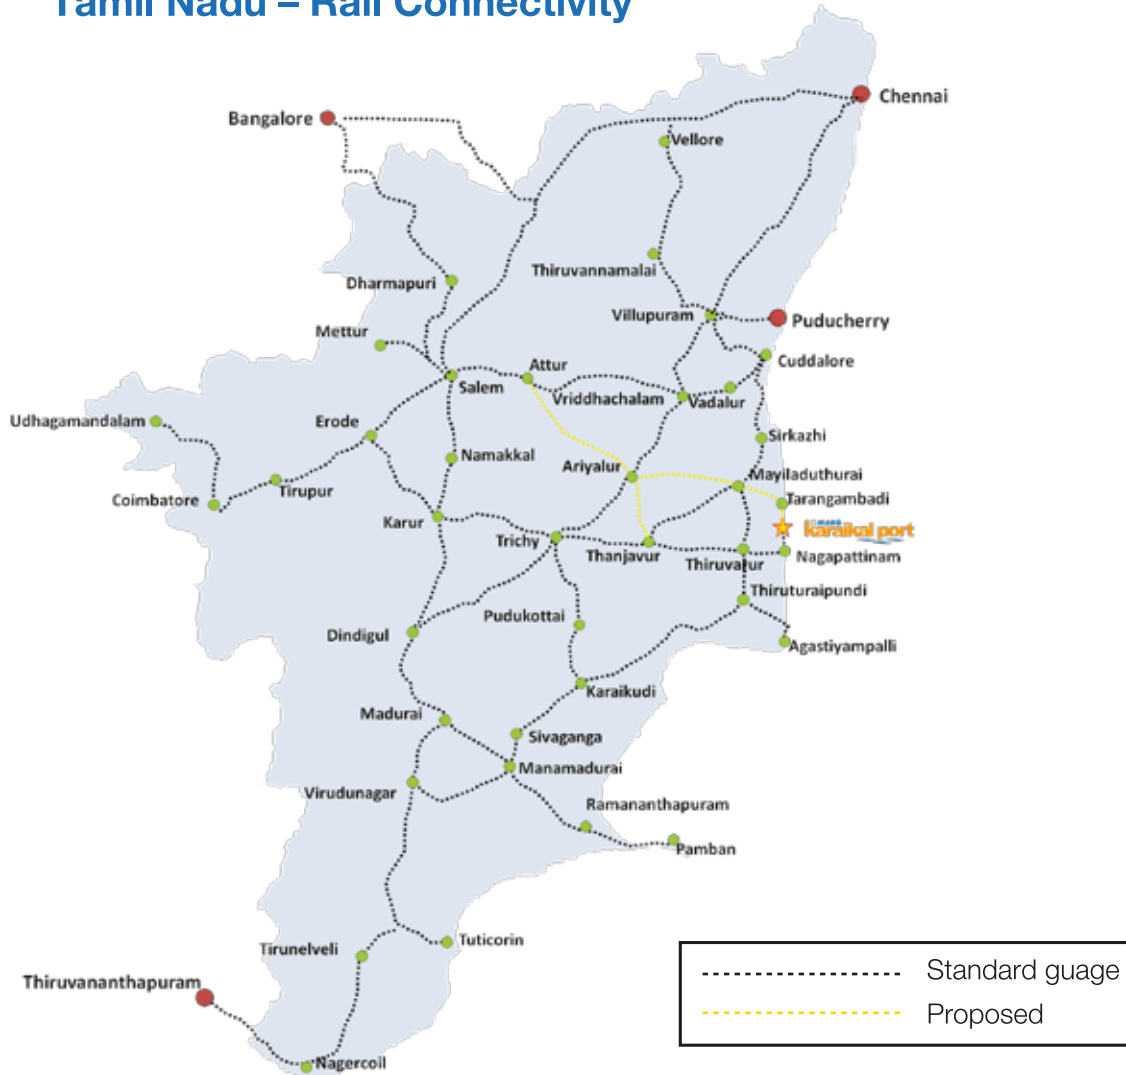 Tamil Nadu – Rail Connectivity
Chennai
Bangalore
Vellore
Thiruvannamalai
Dharmapuri
Villupuram
Puducherry
Mettur
Cuddalore
Attur
Salem
Vriddhachalam
Vadalur
Udhagamandalam
Erode
Sirkazhi
Namakkal
Ariyalur
Mayiladuthurai
Tirupur
Coimbatore
Tarangambadi
Karur
karaikal port
Trichy
Thanjavur
Nagapattinam
Thiruvarur
Thiruturaipundi
Pudukottai
Dindigul
Agastiyampalli
Karaikudi
Madurai
Sivaganga
Manamadurai
Virudunagar
Ramananthapuram
Pamban
Tuticorin
Tirunelveli
Thiruvananthapuram
Nagercoil
Standard guage
Proposed